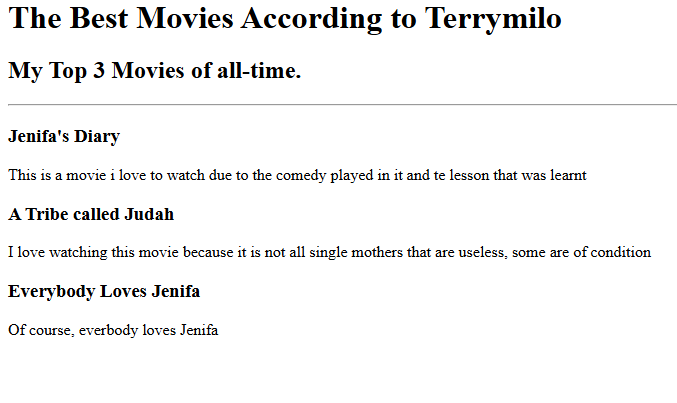 The Best Movies According to Terrymilo
My Top 3 Movies of all-time.
Jenifa's Diary
This is a movie i love to watch due to the comedy played in it and te lesson that was learnt
A Tribe called Judah
I love watching this movie because it is not all single mothers that are useless, some are of condition
Everybody Loves Jenifa
Of course, everbody loves Jenifa